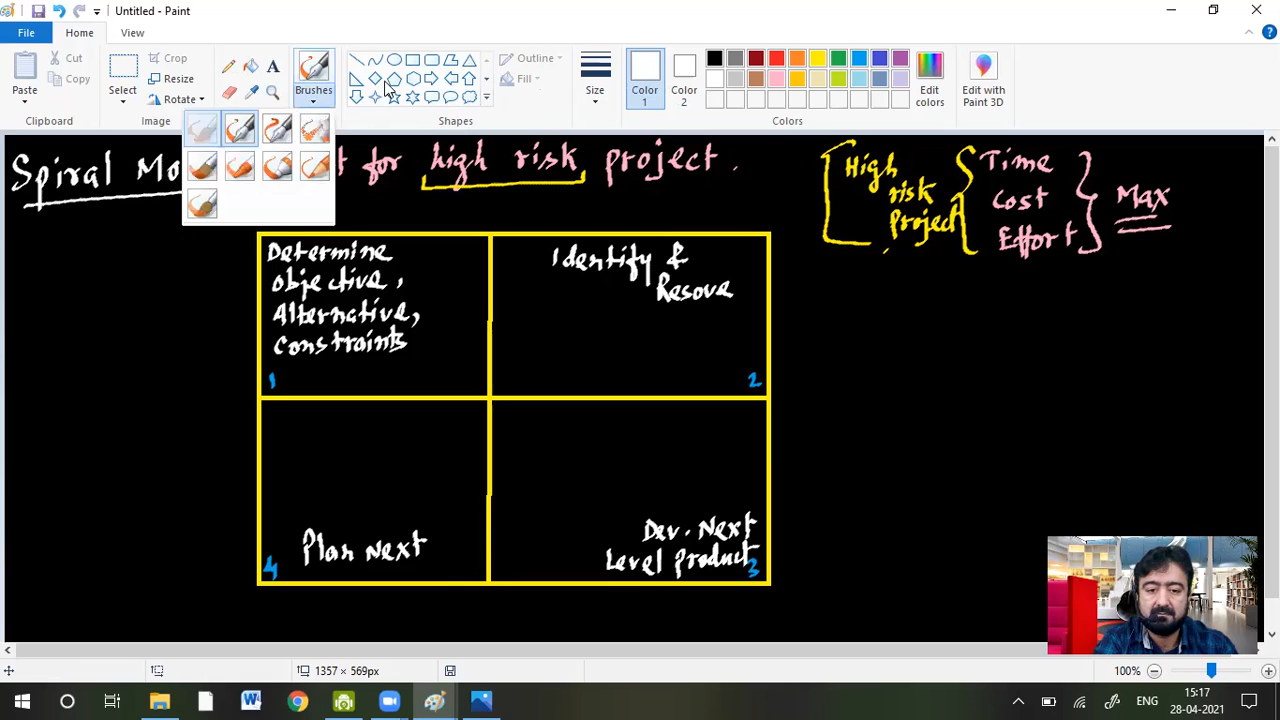 Untitled - Paint
File Home View
Paste
Cut
Copy
Clipboard
Select
Crop
Resize
Rotate
Image
A
Brushes
Shapes
Outline
Fill
Size
Color 1
Color 2
Colors
Edit colors
Edit with Paint 3D
Spiral Mo
t for high risk project.
High
risk
Project
Time
Cost
Effort
Max
Determine
objective,
Alternative,
constraints
1
Identify &
Resove
2
Plan Next
4
Dev. Next
Level product
3
1357 × 569px
100%
ENG
15:17
28-04-2021